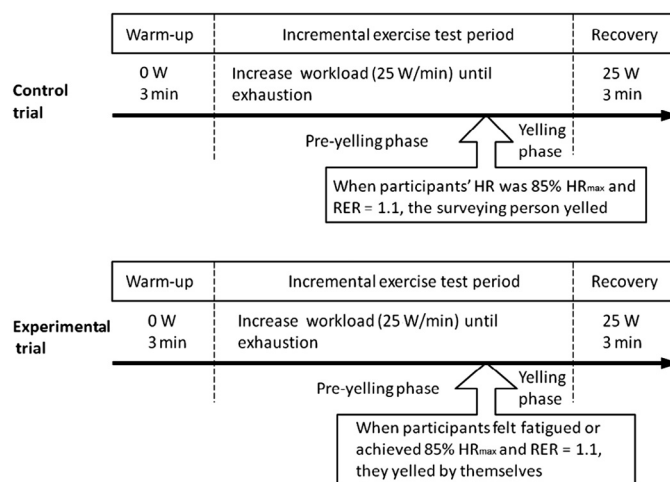 Warm-up Incremental exercise test period Recovery
Control
trial
0 W Increase workload (25 W/min) until 25 W
3 min exhaustion 3 min
Pre-yelling phase Yelling
phase
When participants' HR was 85% HRmax and
RER = 1.1, the surveying person yelled
Warm-up Incremental exercise test period Recovery
Experimental
trial
0 W Increase workload (25 W/min) until 25 W
3 min exhaustion 3 min
Pre-yelling phase Yelling
phase
When participants felt fatigued or
achieved 85% HRmax and RER = 1.1,
they yelled by themselves